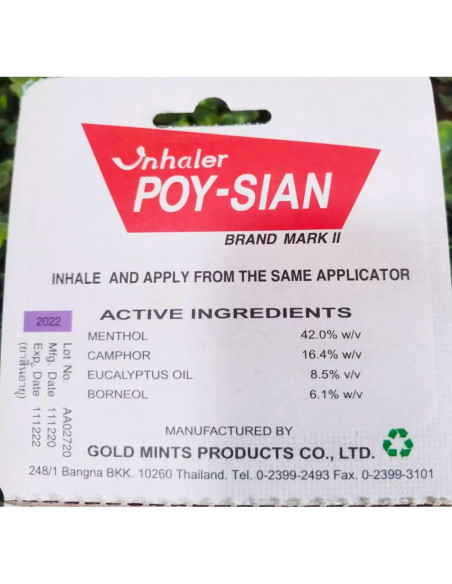 Inhaler
POY-SIAN
BRAND MARK II
INHALE AND APPLY FROM THE SAME APPLICATOR
ACTIVE INGREDIENTS
MENTHOL 42.0% w/v
CAMPHOR 16.4% w/v
EUCALYPTUS OIL 8.5% v/v
BORNEOL 6.1% w/v
2022
Lot No. AA02720
Mfg. Date 111220
Exp. Date 111222
(ยาสิ้นอายุ)
MANUFACTURED BY
GOLD MINTS PRODUCTS CO., LTD.
248/1 Bangna BKK. 10260 Thailand. Tel. 0-2399-2493 Fax. 0-2399-3101